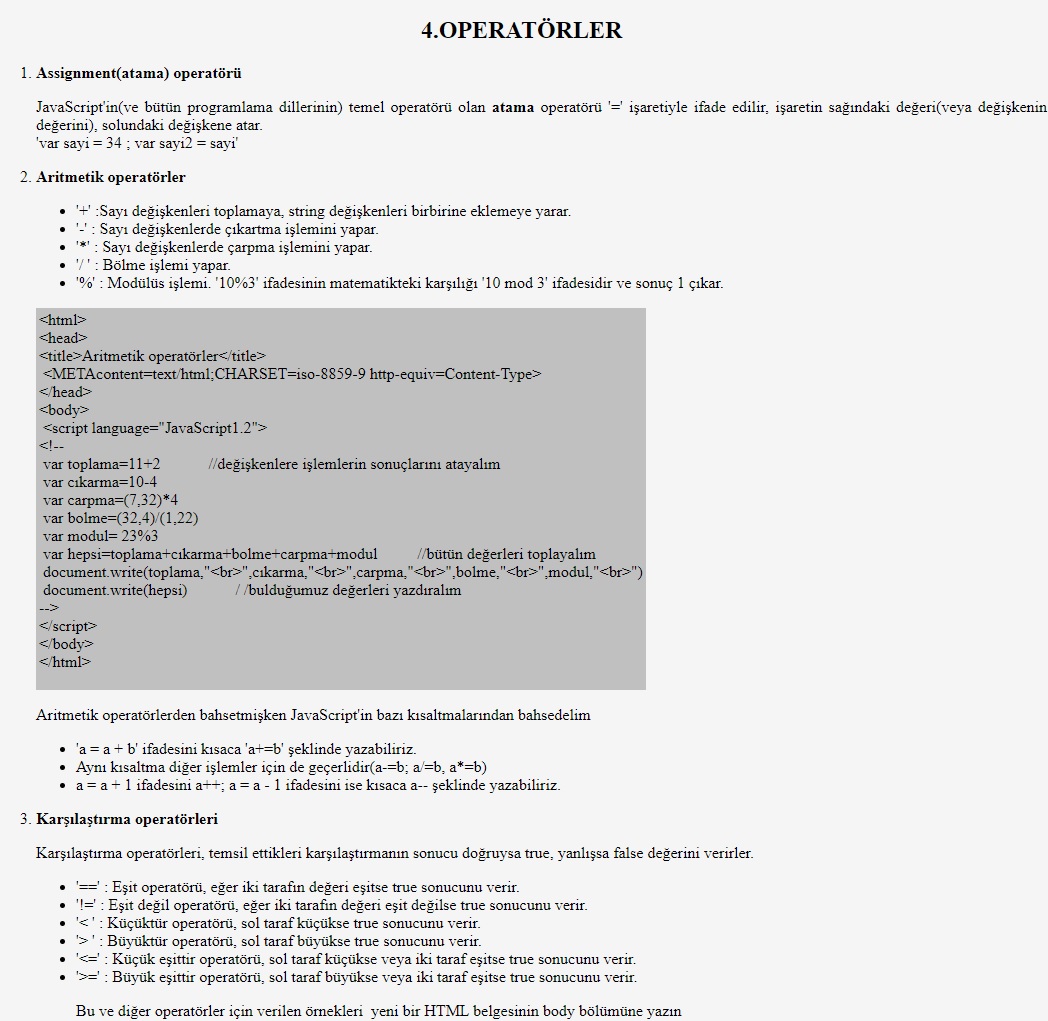 4.OPERATÖRLER
1. Assignment(atama) operatörü
JavaScript'in(ve bütün programlama dillerinin) temel operatörü olan atama operatörü '=' işaretiyle ifade edilir, işaretin sağındaki değeri(veya değişkenin
değerini), solundaki değişkene atar.
'var sayi = 34 ; var sayi2 = sayi'
2. Aritmetik operatörler
• '+' :Sayı değişkenleri toplamaya, string değişkenleri birbirine eklemeye yarar.
• '-' : Sayı değişkenlerde çıkartma işlemini yapar.
• '*' : Sayı değişkenlerde çarpma işlemini yapar.
• '/ ' : Bölme işlemi yapar.
• '%' : Modülüs işlemi. '10%3' ifadesinin matematikteki karşılığı '10 mod 3' ifadesidir ve sonuç 1 çıkar.
<html>
<head>
<title>Aritmetik operatörler</title>
<METAcontent=text/html;CHARSET=iso-8859-9 http-equiv=Content-Type>
</head>
<body>
<script language="JavaScript1.2">
<!--
var toplama=11+2 //değişkenlere işlemlerin sonuçlarını atayalım
var cıkarma=10-4
var carpma=(7,32)*4
var bolme=(32,4)/(1,22)
var modul= 23%3
var hepsi=toplama+cıkarma+bolme+carpma+modul //bütün değerleri toplayalım
document.write(toplama,"<br>",cıkarma,"<br>",carpma,"<br>",bolme,"<br>",modul,"<br>")
document.write(hepsi) / /bulduğumuz değerleri yazdıralım
-->
</script>
</body>
</html>
Aritmetik operatörlerden bahsetmişken JavaScript'in bazı kısaltmalarından bahsedelim
• 'a = a + b' ifadesini kısaca 'a+=b' şeklinde yazabiliriz.
• Aynı kısaltma diğer işlemler için de geçerlidir(a-=b; a/=b, a*=b)
• a = a + 1 ifadesini a++; a = a - 1 ifadesini ise kısaca a-- şeklinde yazabiliriz.
3. Karşılaştırma operatörleri
Karşılaştırma operatörleri, temsil ettikleri karşılaştırmanın sonucu doğruysa true, yanlışsa false değerini verirler.
• '==' : Eşit operatörü, eğer iki tarafın değeri eşitse true sonucunu verir.
• '!=' : Eşit değil operatörü, eğer iki tarafın değeri eşit değilse true sonucunu verir.
• '< ' : Küçüktür operatörü, sol taraf küçükse true sonucunu verir.
• '> ' : Büyüktür operatörü, sol taraf büyükse true sonucunu verir.
• '<=' : Küçük eşittir operatörü, sol taraf küçükse veya iki taraf eşitse true sonucunu verir.
• '>=' : Büyük eşittir operatörü, sol taraf büyükse veya iki taraf eşitse true sonucunu verir.
Bu ve diğer operatörler için verilen örnekleri yeni bir HTML belgesinin body bölümüne yazın